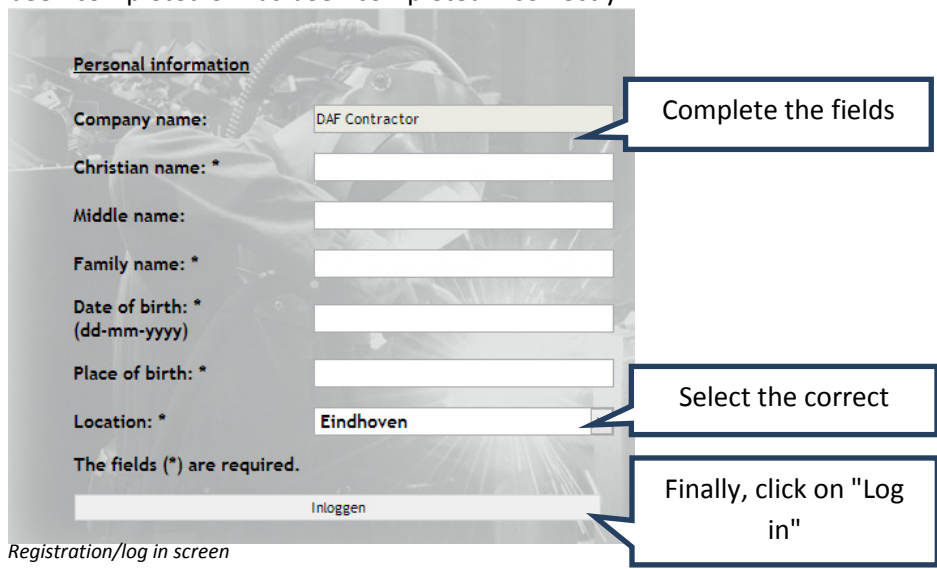 Personal information
Company name: DAF Contractor
Complete the fields
Christian name: *
Middle name:
Family name: *
Date of birth: *
(dd-mm-yyyy)
Place of birth: *
Location: * Eindhoven
Select the correct
The fields (*) are required.
Inloggen
Finally, click on "Log
in"
Registration/log in screen